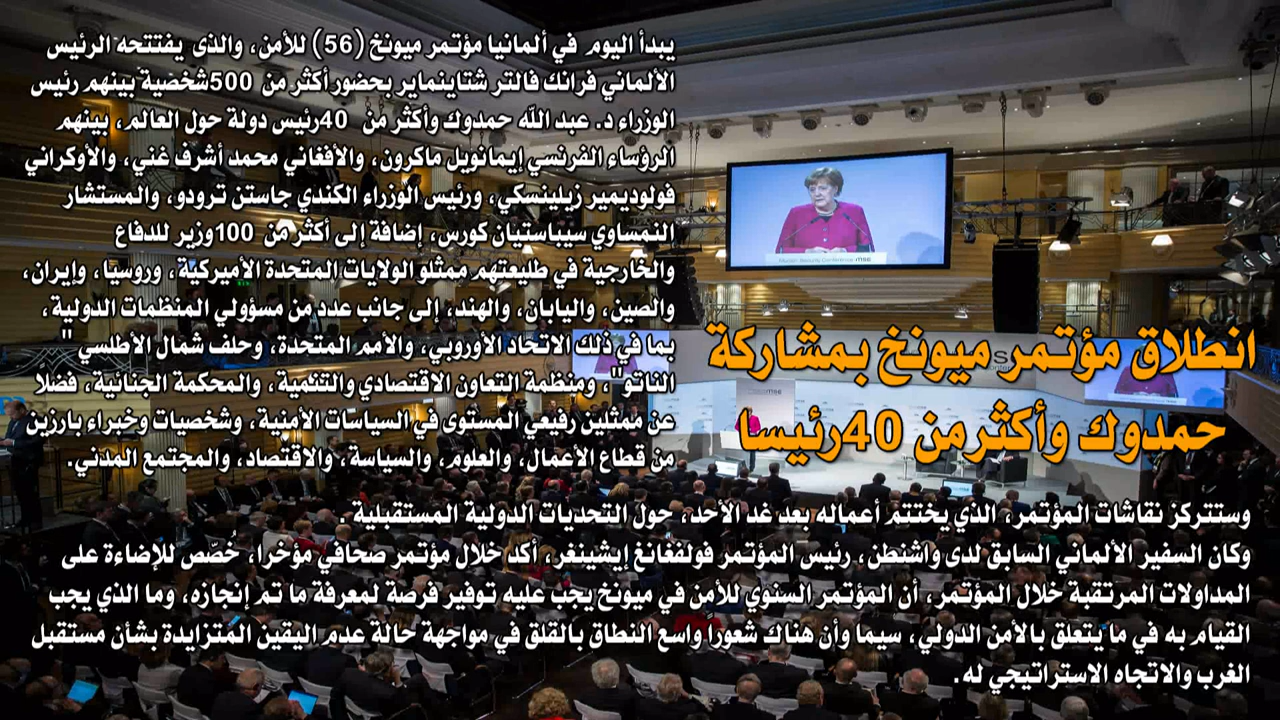 انطلاق مؤتمر ميونخ بمشاركة
حمدوك وأكثر من 40رئيسا
يبدأ اليوم في ألمانيا مؤتمر ميونخ (56) للأمن، والذى يفتتحه الرئيس
الألماني فرانك فالتر شتاينماير بحضور أكثر من 500شخصية بينهم رئيس
الوزراء د. عبد الله حمدوك وأكثر من 40رئيس دولة حول العالم، بينهم
الرؤساء الفرنسي إيمانويل ماكرون، والأفغاني محمد أشرف غني، والأوكراني
فولوديمير زيلينسكي، ورئيس الوزراء الكندي جاستن ترودو، والمستشار
النمساوي سيباستيان كورس، إضافة إلى أكثر من 100وزير للدفاع
والخارجية في طليعتهم ممثلو الولايات المتحدة الأميركية، وروسيا، وإيران،
والصين، واليابان، والهند، إلى جانب عدد من مسؤولي المنظمات الدولية،
بما في ذلك الاتحاد الأوروبي، والأمم المتحدة، وحلف شمال الأطلسي "
الناتو"، ومنظمة التعاون الاقتصادي والتنمية، والمحكمة الجنائية، فضلا
عن ممثلين رفيعي المستوى في السياسات الأمنية، وشخصيات وخبراء بارزين
من قطاع الأعمال، والعلوم، والسياسة، والاقتصاد، والمجتمع المدني.
وستتركز نقاشات المؤتمر، الذي يختتم أعماله بعد غد الأحد، حول التحديات الدولية المستقبلية .
وكان السفير الألماني السابق لدى واشنطن، رئيس المؤتمر فولفغانغ إيشينغر، أكد خلال مؤتمر صحافي مؤخرا، خُصّص للإضاءة على
المداولات المرتقبة خلال المؤتمر، أن المؤتمر السنوي للأمن في ميونخ يجب عليه توفير فرصة لمعرفة ما تم إنجازه، وما الذي يجب
القيام به في ما يتعلق بالأمن الدولي، سيما وأن هناك شعورا واسع النطاق بالقلق في مواجهة حالة عدم اليقين المتزايدة بشأن مستقبل
الغرب والاتجاه الاستراتيجي له.